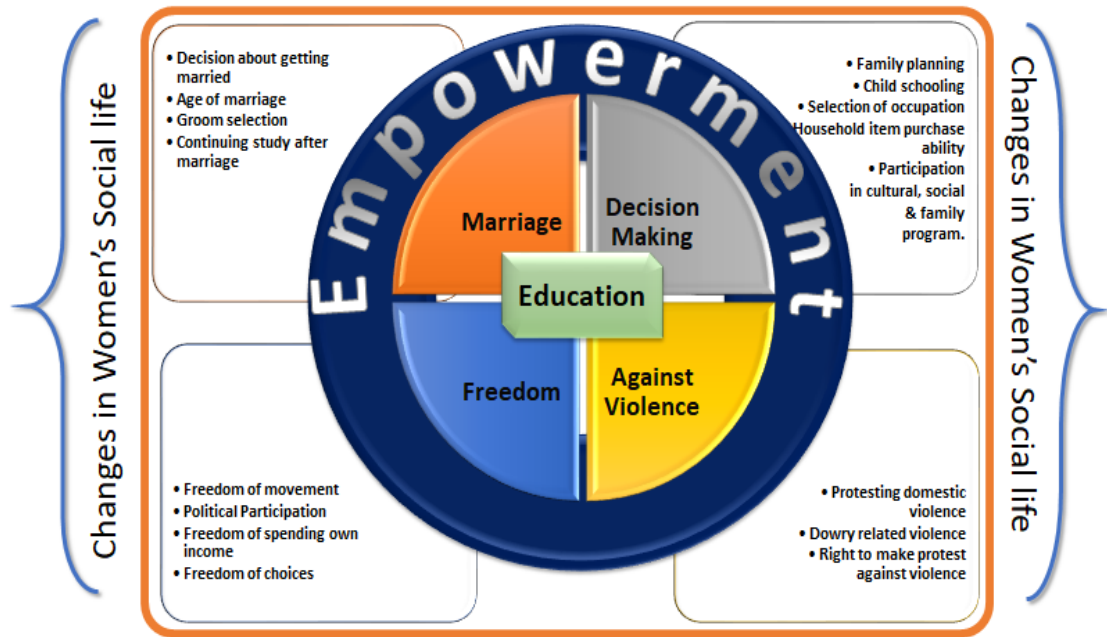 Changes in Women's Social life
Empowerment
• Decision about getting
married
• Age of marriage
• Groom selection
• Continuing study after
marriage
• Family planning
• Child schooling
• Selection of occupation
Household item purchase
ability
• Participation
in cultural, social
& family
program.
Marriage
Decision
Making
Education
Freedom
Against
Violence
• Freedom of movement
• Political Participation
• Freedom of spending own
income
• Freedom of choices
• Protesting domestic
violence
• Dowry related violence
• Right to make protest
against violence
Changes in Women's Social life